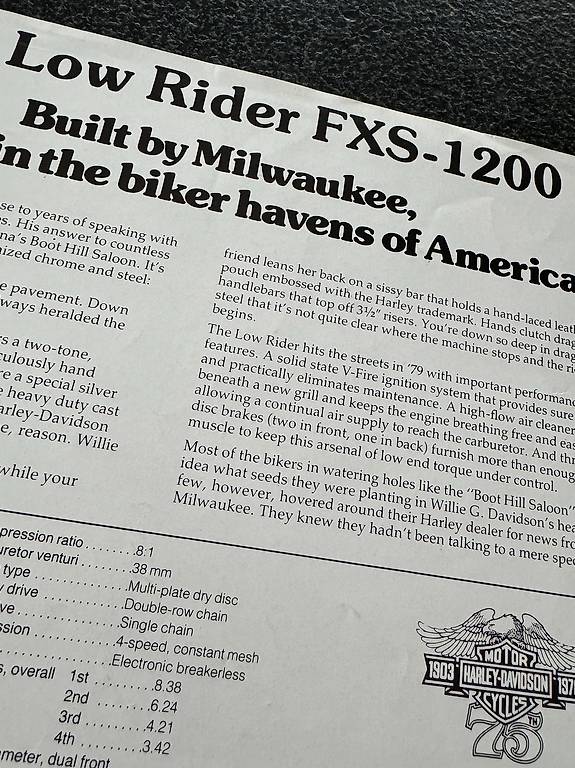 Low Rider FXS-1200
Built by Milwaukee,
in the biker havens of America
se to years of speaking with
s. His answer to countless
na's Boot Hill Saloon. It's
ized chrome and steel:
e pavement. Down
ways heralded the
s a two-tone,
culously hand
e a special silver
e heavy duty cast
arley-Davidson
e, reason. Willie
while your
friend leans her back on a sissy bar that holds a hand-laced leath
pouch embossed with the Harley trademark. Hands clutch drag
handlebars that top off 3½" risers. You're down so deep in drag
steel that it's not quite clear where the machine stops and the ri
begins.
The Low Rider hits the streets in '79 with important performanc
features. A solid state V-Fire ignition system that provides sure
and practically eliminates maintenance. A high-flow air cleaner
beneath a new grill and keeps the engine breathing free and eas
allowing a continual air supply to reach the carburetor. And thr
disc brakes (two in front, one in back) furnish more than enoug
muscle to keep this arsenal of low end torque under control.
Most of the bikers in watering holes like the "Boot Hill Saloon"
idea what seeds they were planting in Willie G. Davidson's hea
few, however, hovered around their Harley dealer for news fro
Milwaukee. They knew they hadn't been talking to a mere spec
pression ratio ........8:1
uretor venturi ........38 mm
type ..............Multi-plate dry disc
y drive ............Double-row chain
ve................Single chain
ssion .............4-speed, constant mesh
..................Electronic breakerless
s, overall 1st .........8.38
2nd .........6.24
3rd .........4.21
4th .........3.42
ameter, dual front
MOTOR
1903 HARLEY-DAVIDSON 197
CYCLES
75TH